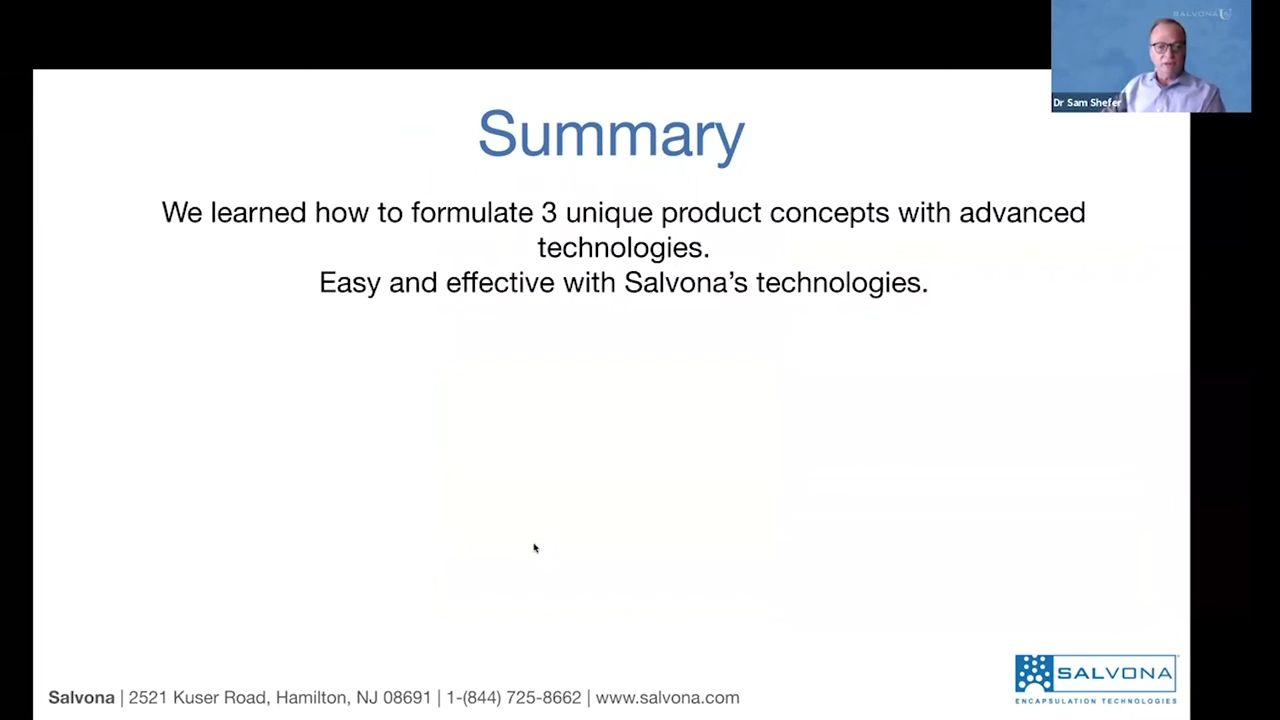 SALVONA
Dr Sam Shefer
Summary
We learned how to formulate 3 unique product concepts with advanced
technologies.
Easy and effective with Salvona’s technologies.
SALVONA
ENCAPSULATION TECHNOLOGIES
Salvona | 2521 Kuser Road, Hamilton, NJ 08691 | 1-(844) 725-8662 | www.salvona.com